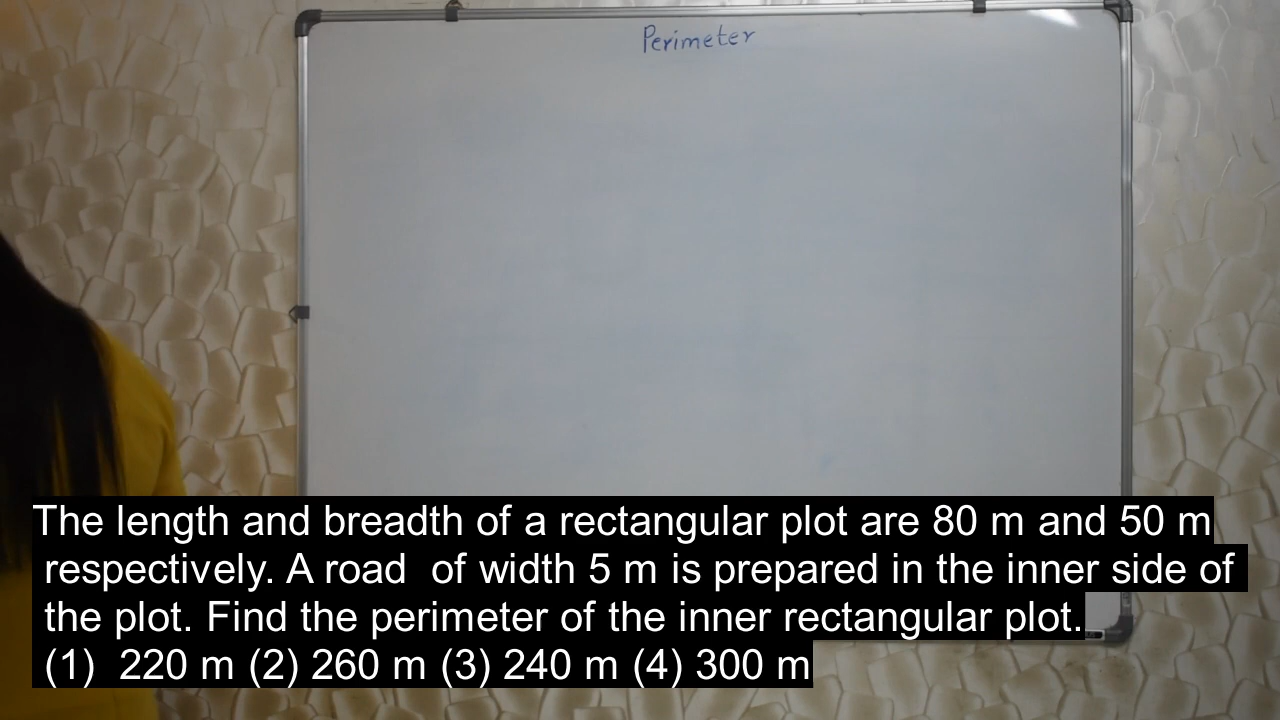 Perimeter
The length and breadth of a rectangular plot are 80 m and 50 m
respectively. A road  of width 5 m is prepared in the inner side of
the plot. Find the perimeter of the inner rectangular plot.
(1)  220 m (2) 260 m (3) 240 m (4) 300 m